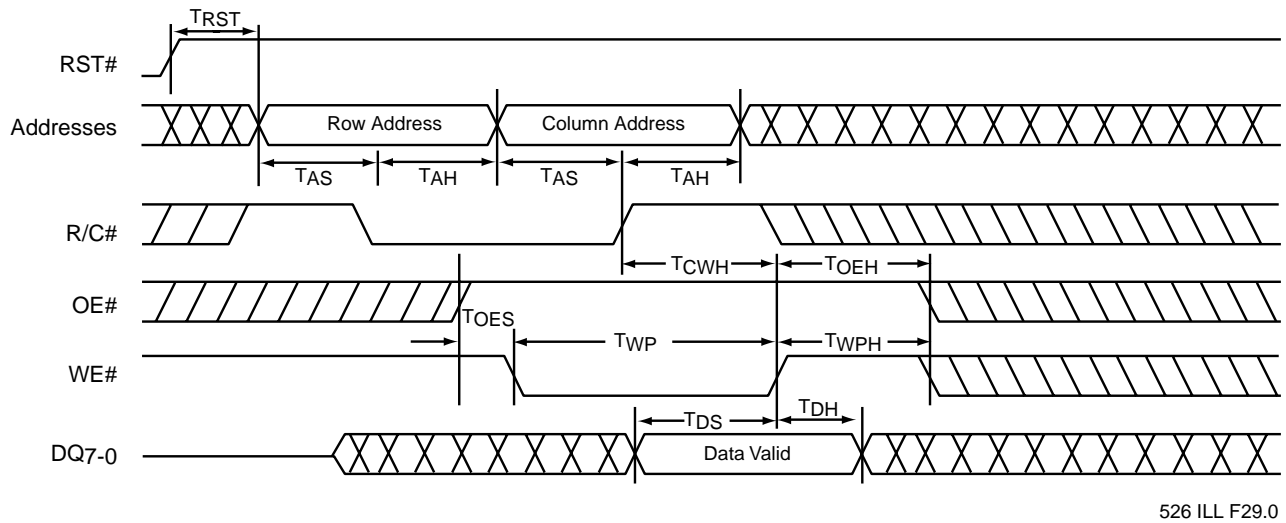 TRST
RST#
Addresses
Row Address
Column Address
TAS
TAH
TAS
TAH
R/C#
TCWH
TOEH
OE#
TOES
TWP
TWPH
WE#
TDS
TDH
DQ7-0
Data Valid
526 ILL F29.0